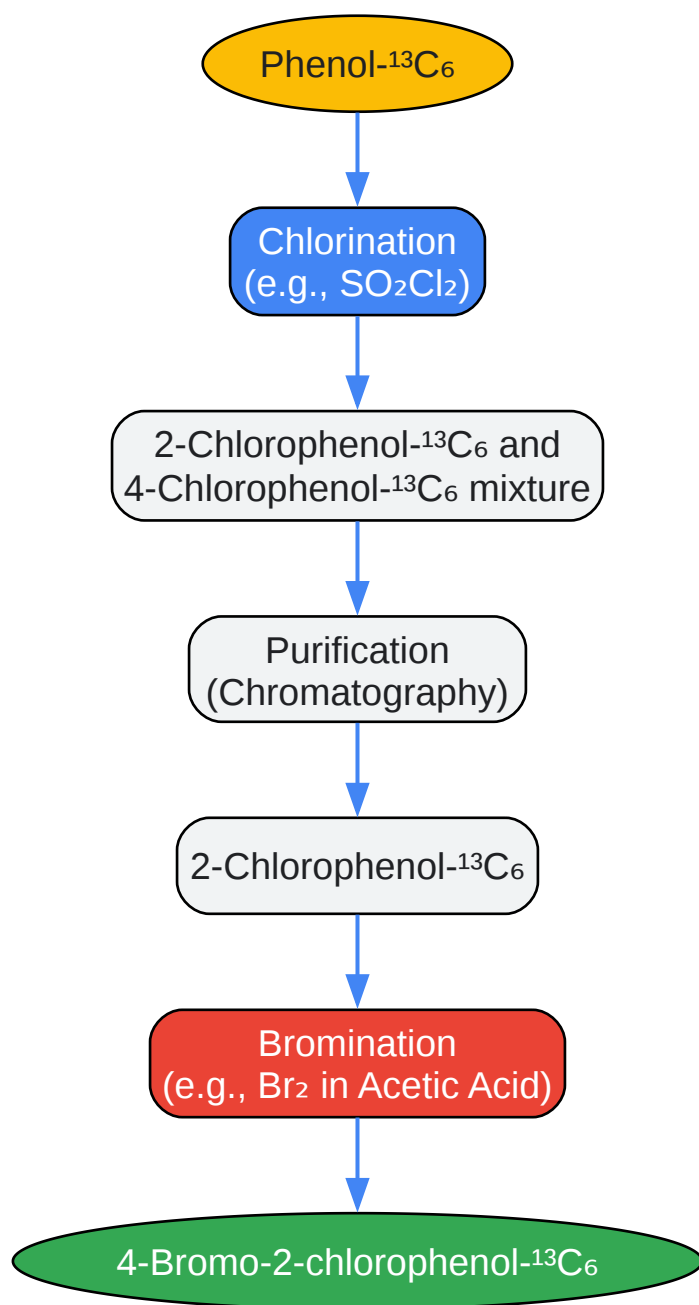 Phenol-¹³C₆
Chlorination
(e.g., SO₂Cl₂)
2-Chlorophenol-¹³C₆ and
4-Chlorophenol-¹³C₆ mixture
Purification
(Chromatography)
2-Chlorophenol-¹³C₆
Bromination
(e.g., Br₂ in Acetic Acid)
4-Bromo-2-chlorophenol-¹³C₆